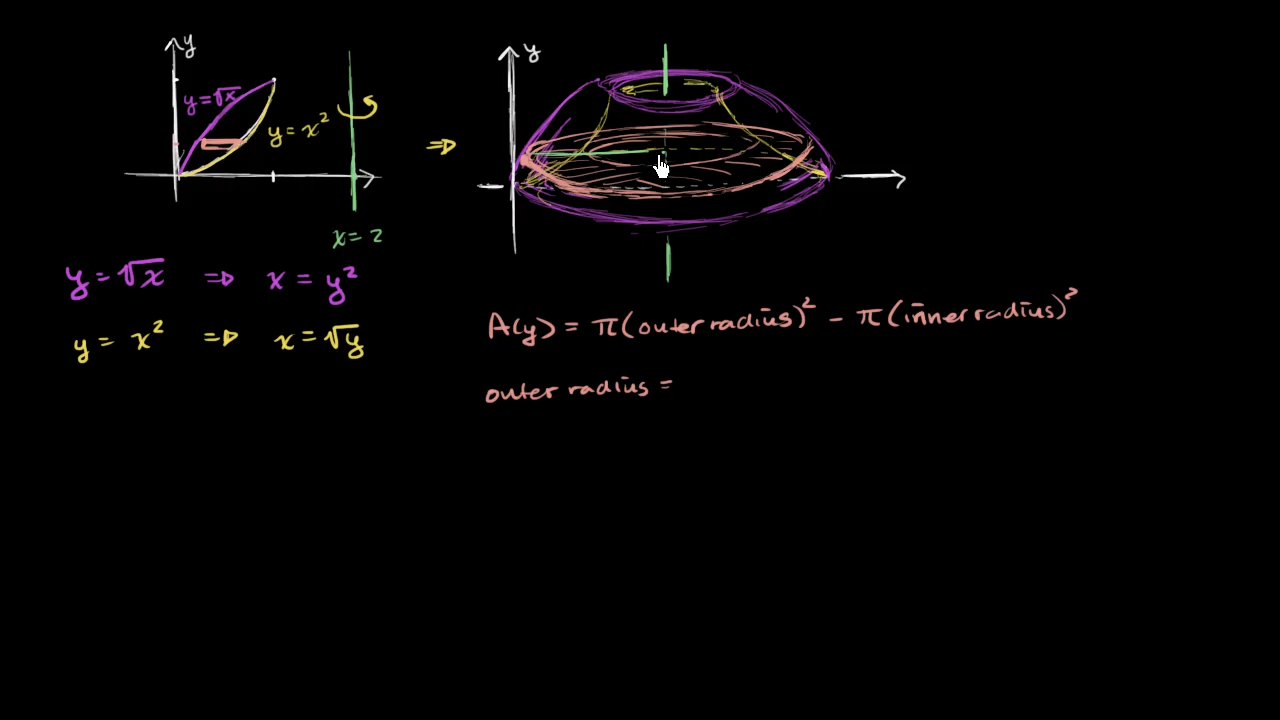 y
y = √x
y = x²
x = 2
y
y = √x ⇒ x = y²
y = x² ⇒ x = √y
A(y) = π(outer radius)² − π(inner radius)²
outer radius =